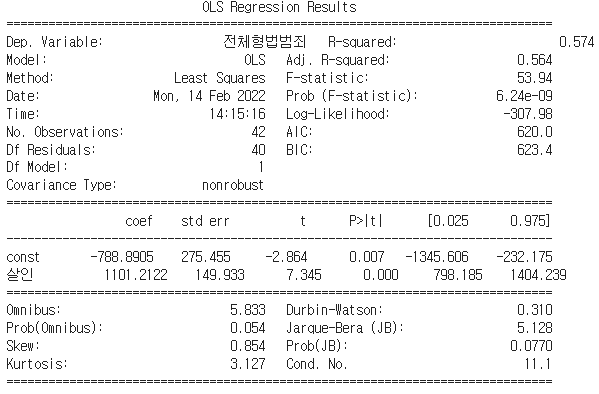 OLS Regression Results
==============================================================================
Dep. Variable: 전체형법범죄 R-squared: 0.574
Model: OLS Adj. R-squared: 0.564
Method: Least Squares F-statistic: 53.94
Date: Mon, 14 Feb 2022 Prob (F-statistic): 6.24e-09
Time: 14:15:16 Log-Likelihood: -307.98
No. Observations: 42 AIC: 620.0
Df Residuals: 40 BIC: 623.4
Df Model: 1
Covariance Type: nonrobust
==============================================================================
coef std err t P>|t| [0.025 0.975]
------------------------------------------------------------------------------
const -788.8905 275.455 -2.864 0.007 -1345.606 -232.175
살인 1101.2122 149.933 7.345 0.000 798.185 1404.239
==============================================================================
Omnibus: 5.833 Durbin-Watson: 0.310
Prob(Omnibus): 0.054 Jarque-Bera (JB): 5.128
Skew: 0.854 Prob(JB): 0.0770
Kurtosis: 3.127 Cond. No. 11.1
==============================================================================